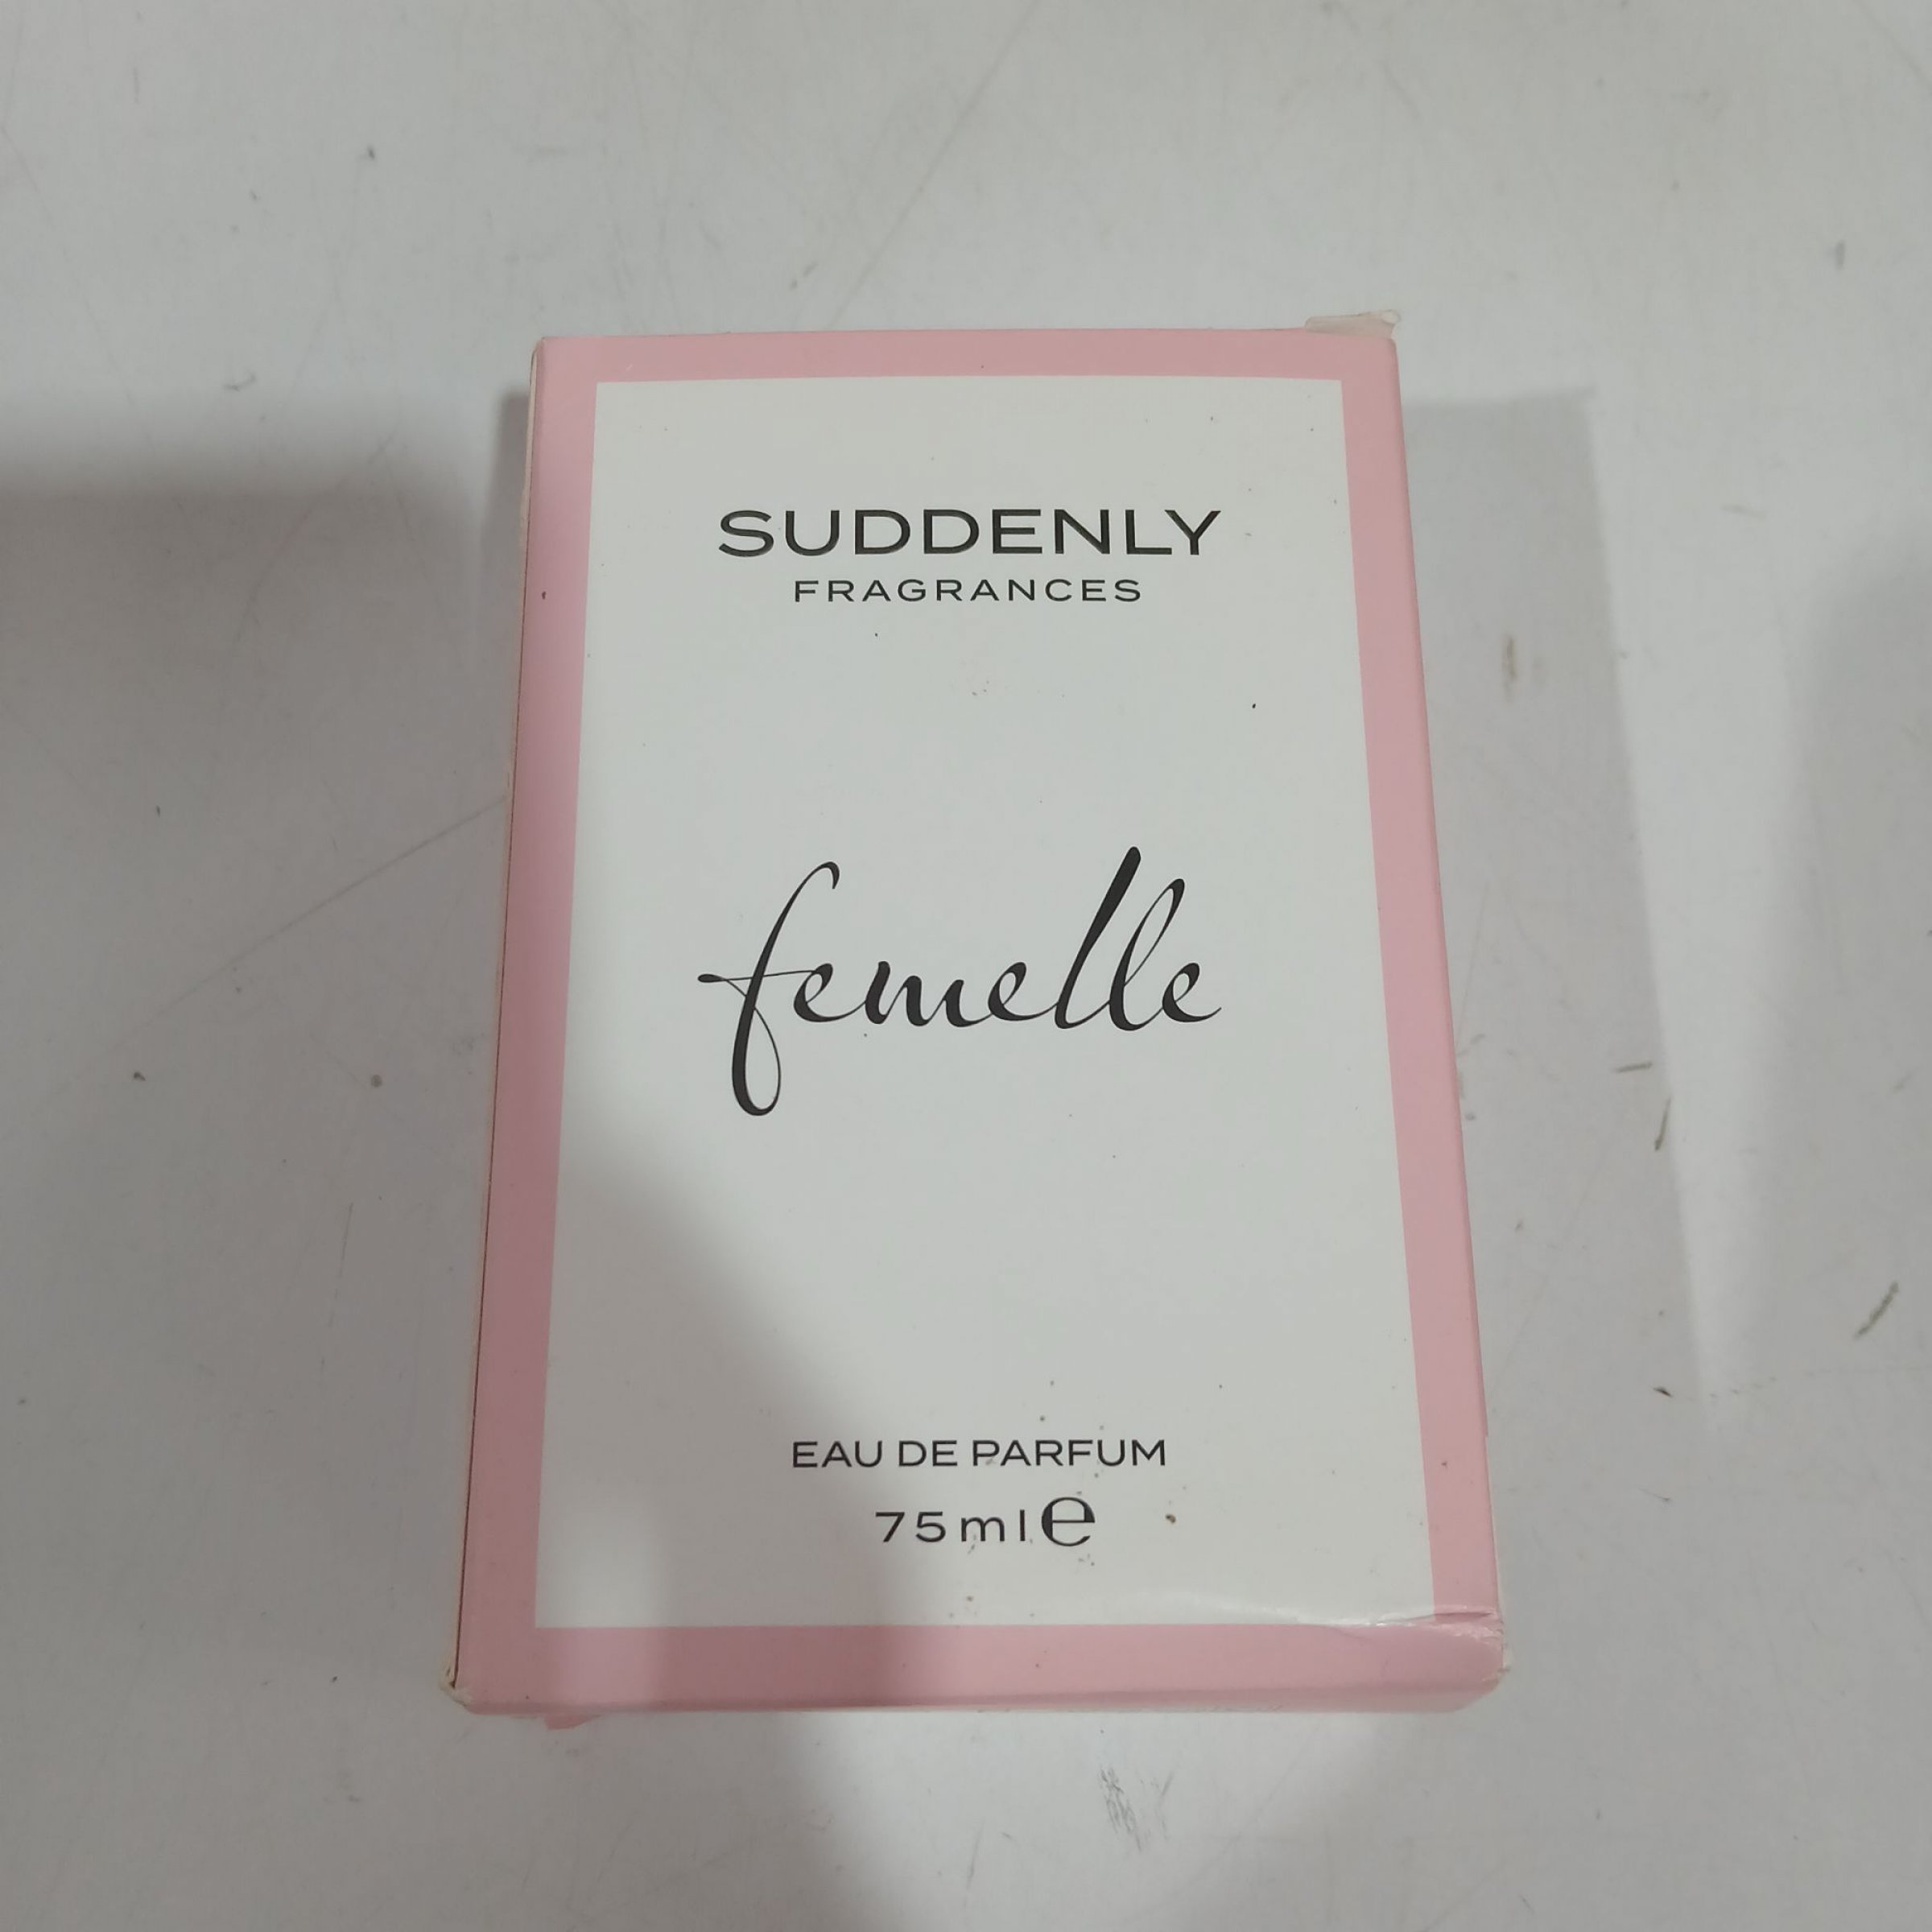 SUDDENLY
FRAGRANCES
femelle
EAU DE PARFUM
75ml℮